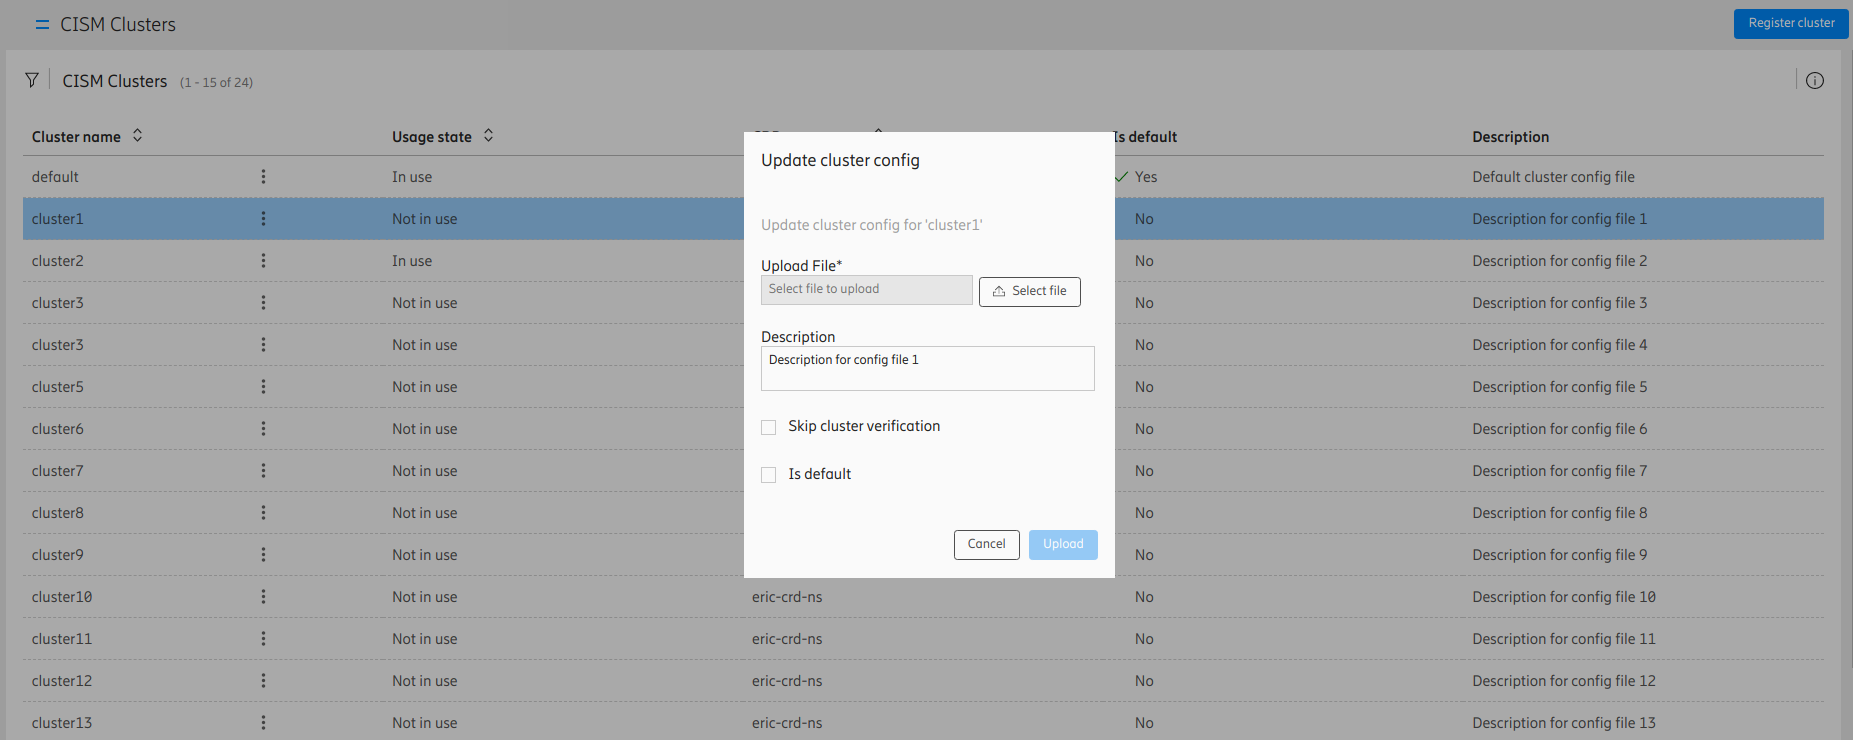 CISM Clusters
Register cluster
CISM Clusters (1 - 15 of 24)
Cluster name Usage state Is default Description
default In use Yes Default cluster config file
cluster1 Not in use No Description for config file 1
cluster2 In use No Description for config file 2
cluster3 Not in use No Description for config file 3
cluster3 Not in use No Description for config file 4
cluster5 Not in use No Description for config file 5
cluster6 Not in use No Description for config file 6
cluster7 Not in use No Description for config file 7
cluster8 Not in use No Description for config file 8
cluster9 Not in use No Description for config file 9
cluster10 Not in use eric-crd-ns No Description for config file 10
cluster11 Not in use eric-crd-ns No Description for config file 11
cluster12 Not in use eric-crd-ns No Description for config file 12
cluster13 Not in use eric-crd-ns No Description for config file 13
Update cluster config
Update cluster config for 'cluster1'
Upload File*
Select file to upload Select file
Description
Description for config file 1
Skip cluster verification
Is default
Cancel Upload